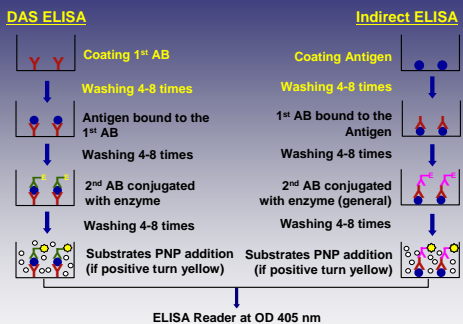 DAS ELISA
Coating 1st AB
Washing 4-8 times
Antigen bound to the
1st AB
Washing 4-8 times
E
E
2nd AB conjugated
with enzyme
Washing 4-8 times
Substrates PNP addition
(if positive turn yellow)
Indirect ELISA
Coating Antigen
Washing 4-8 times
1st AB bound to the
Antigen
Washing 4-8 times
2nd AB conjugated
with enzyme (general)
E
E
Washing 4-8 times
Substrates PNP addition
(if positive turn yellow)
ELISA Reader at OD 405 nm